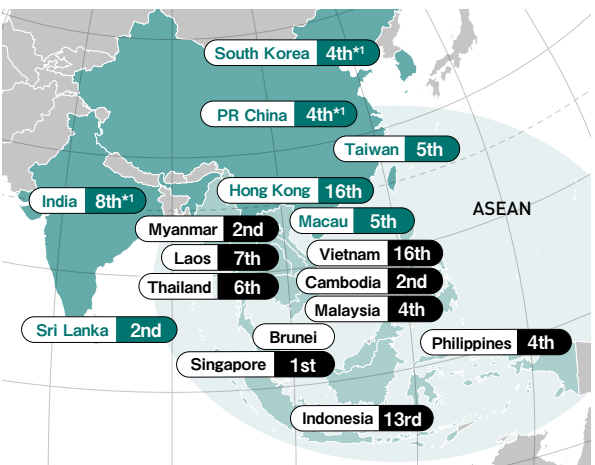 South Korea 4th*1
PR China 4th*1
Taiwan 5th
India 8th*1
Hong Kong 16th
ASEAN
Macau 5th
Myanmar 2nd
Vietnam 16th
Laos 7th
Cambodia 2nd
Thailand 6th
Malaysia 4th
Sri Lanka 2nd
Brunei
Philippines 4th
Singapore 1st
Indonesia 13rd